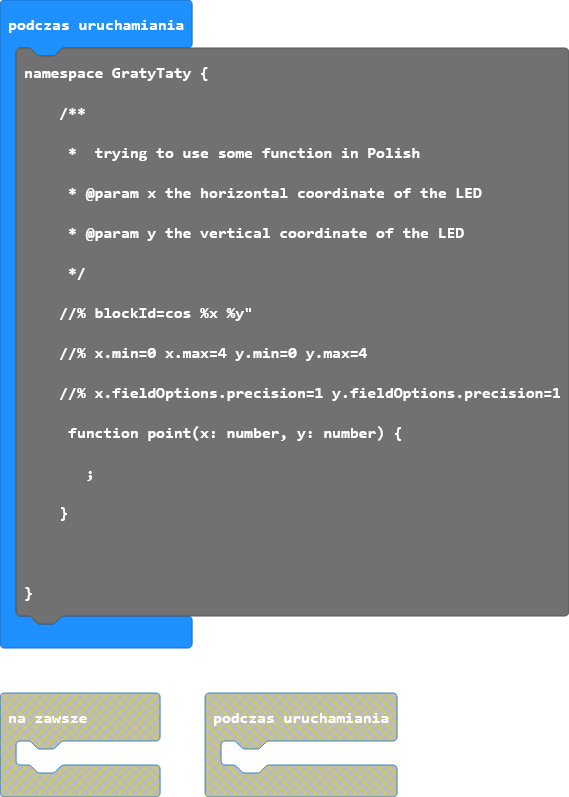 podczas uruchamiania
namespace GratyTaty {
/**
*  trying to use some function in Polish
* @param x the horizontal coordinate of the LED
* @param y the vertical coordinate of the LED
*/
//% blockId=cos %x %y"
//% x.min=0 x.max=4 y.min=0 y.max=4
//% x.fieldOptions.precision=1 y.fieldOptions.precision=1
function point(x: number, y: number) {
;
}
}
na zawsze
podczas uruchamiania